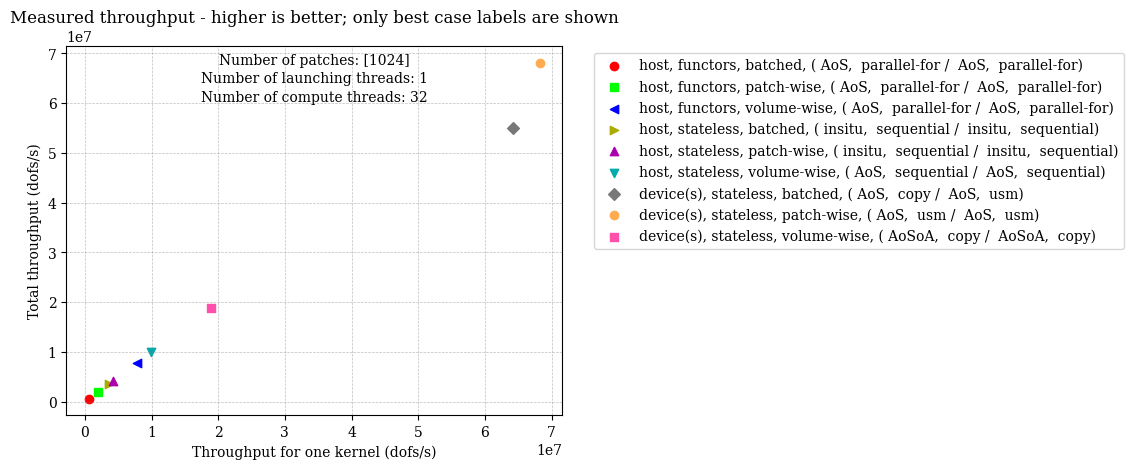 Measured throughput - higher is better; only best case labels are shown
1e7
Number of patches: [1024]
Number of launching threads: 1
Number of compute threads: 32
7
6
5
4
3
2
1
0
Total throughput (dofs/s)
0 1 2 3 4 5 6 7
1e7
Throughput for one kernel (dofs/s)
host, functors, batched, ( AoS,  parallel-for /  AoS,  parallel-for)
host, functors, patch-wise, ( AoS,  parallel-for /  AoS,  parallel-for)
host, functors, volume-wise, ( AoS,  parallel-for /  AoS,  parallel-for)
host, stateless, batched, ( insitu,  sequential /  insitu,  sequential)
host, stateless, patch-wise, ( insitu,  sequential /  insitu,  sequential)
host, stateless, volume-wise, ( AoS,  sequential /  AoS,  sequential)
device(s), stateless, batched, ( AoS,  copy /  AoS,  usm)
device(s), stateless, patch-wise, ( AoS,  usm /  AoS,  usm)
device(s), stateless, volume-wise, ( AoSoA,  copy /  AoSoA,  copy)